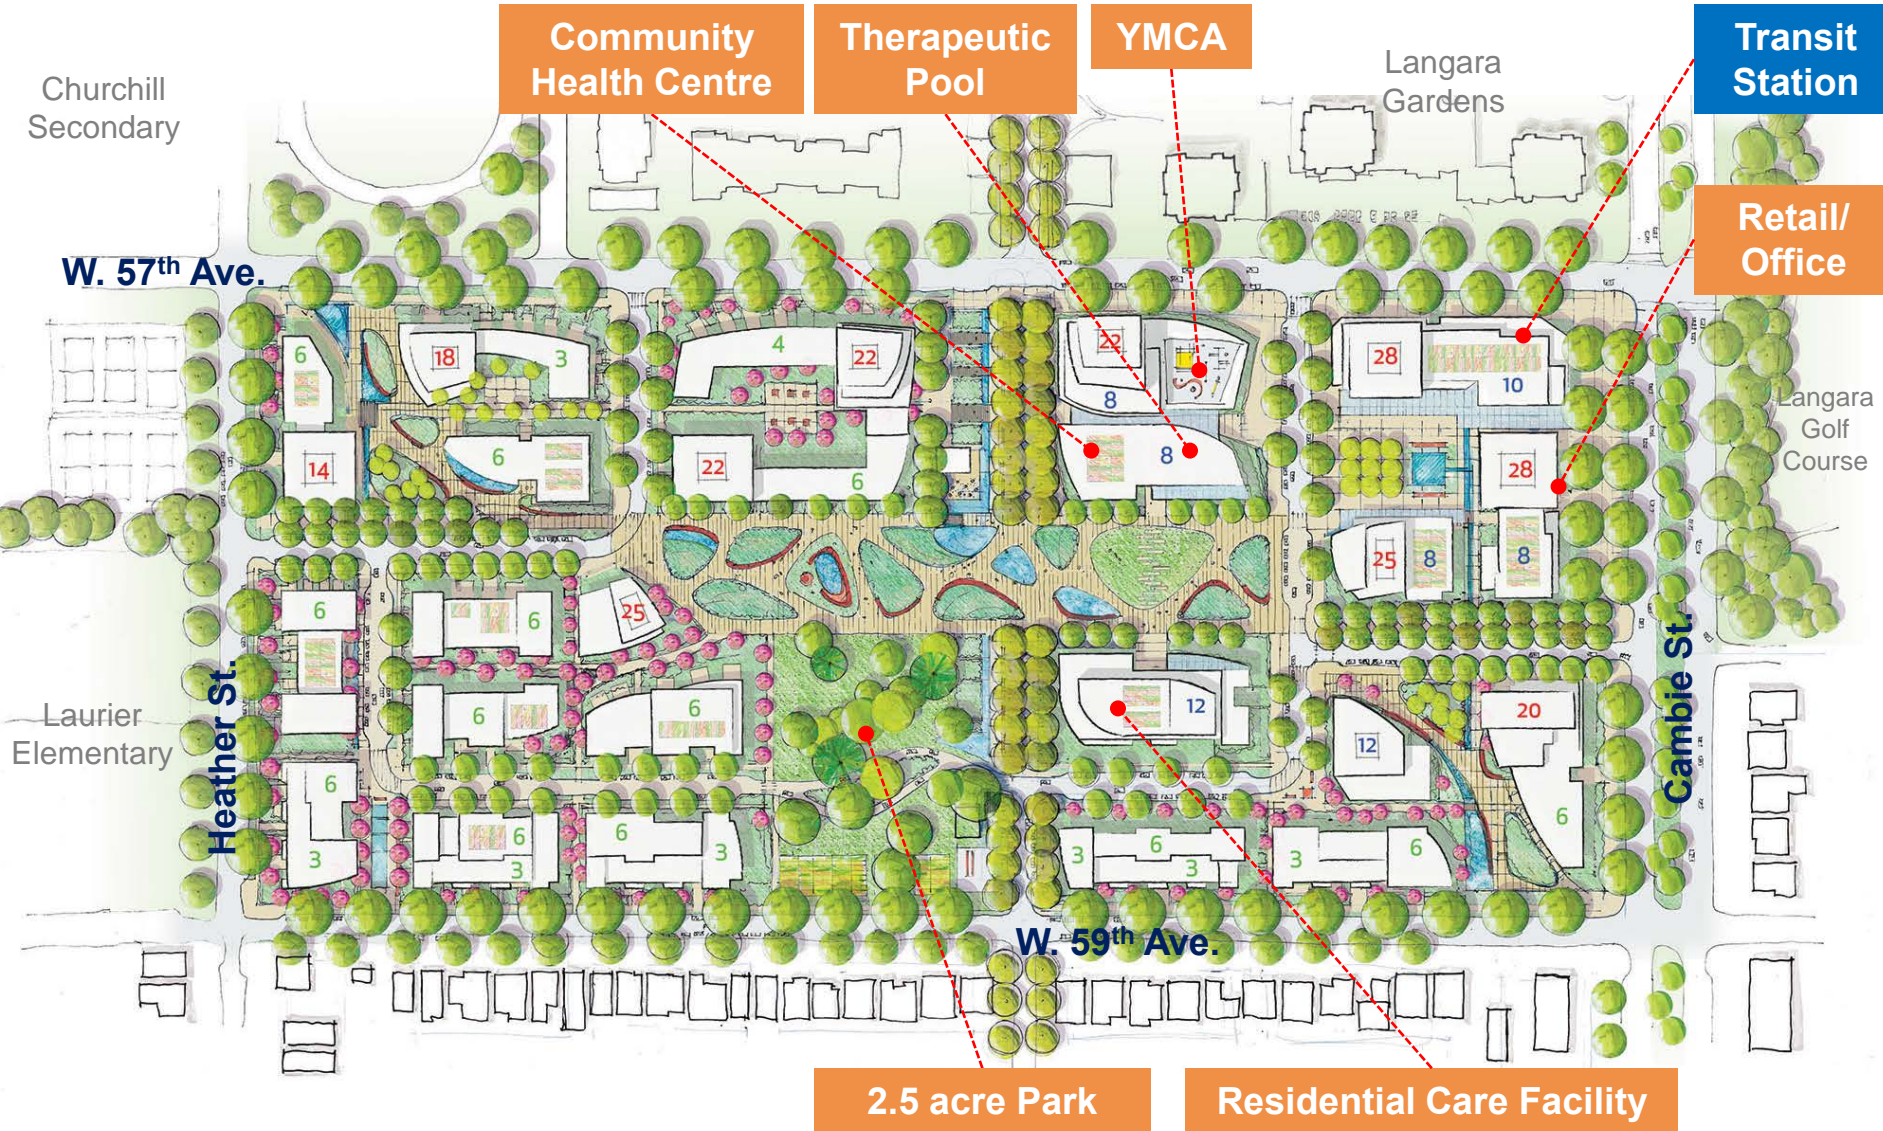 Community
Health Centre
Therapeutic
Pool
YMCA
Transit
Station
Churchill
Secondary
Langara
Gardens
Retail/
Office
W. 57th Ave.
6
18
3
4
22
22
8
28
10
Langara
Golf
Course
14
6
22
6
8
28
25
8
8
6
6
25
Heather St.
Cambie St.
Laurier
Elementary
6
6
12
12
20
6
3
6
3
6
3
3
6
3
3
6
6
W. 59th Ave.
2.5 acre Park
Residential Care Facility